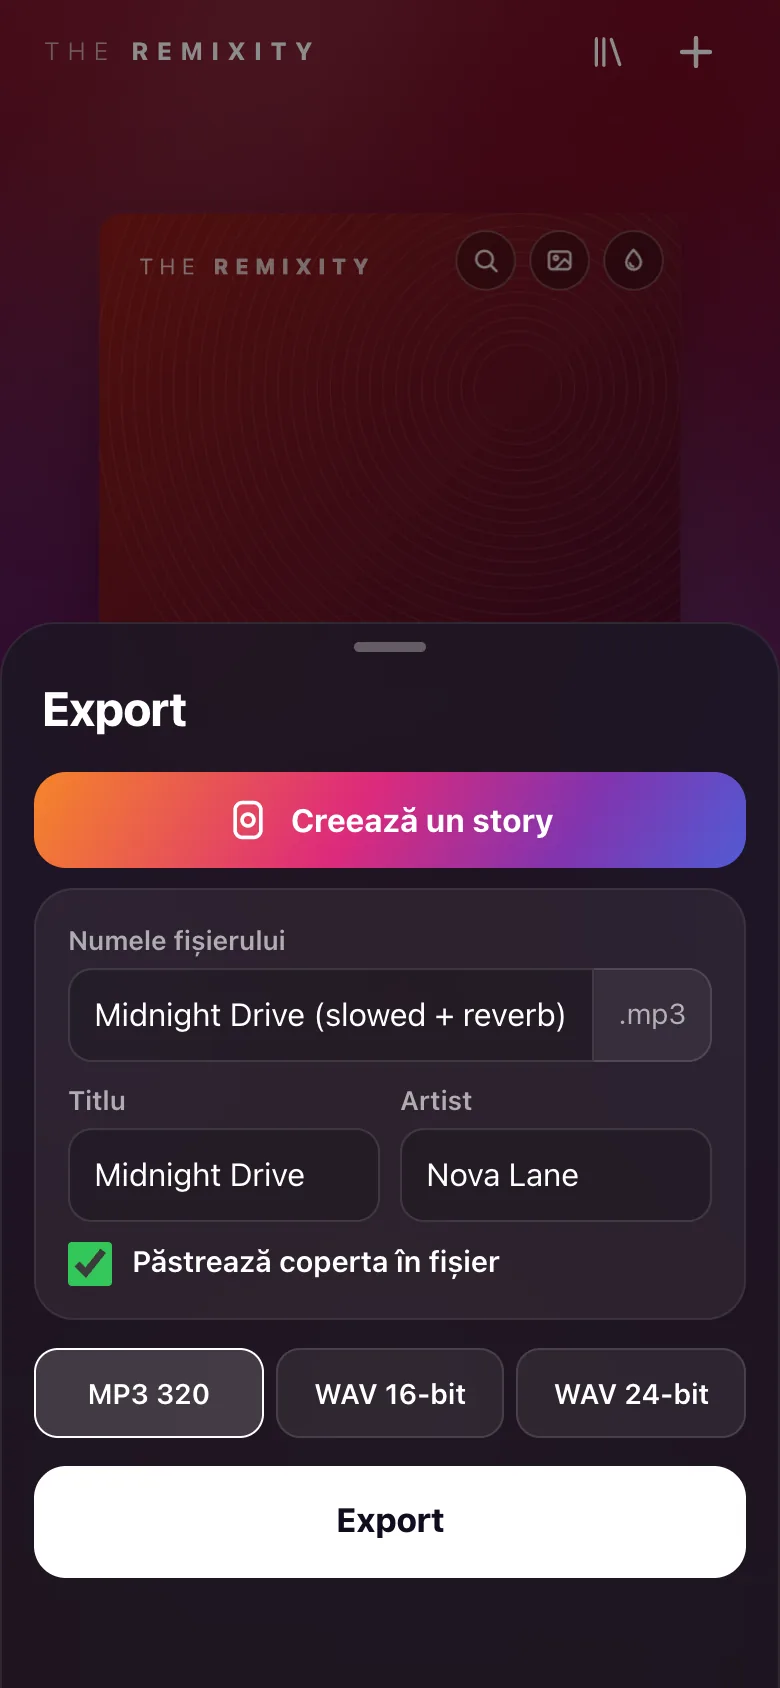 THE REMIXITY
THE REMIXITY
Export
Creează un story
Numele fișierului
Midnight Drive (slowed + reverb) .mp3
Titlu Artist
Midnight Drive Nova Lane
Păstrează coperta în fișier
MP3 320 WAV 16-bit WAV 24-bit
Export